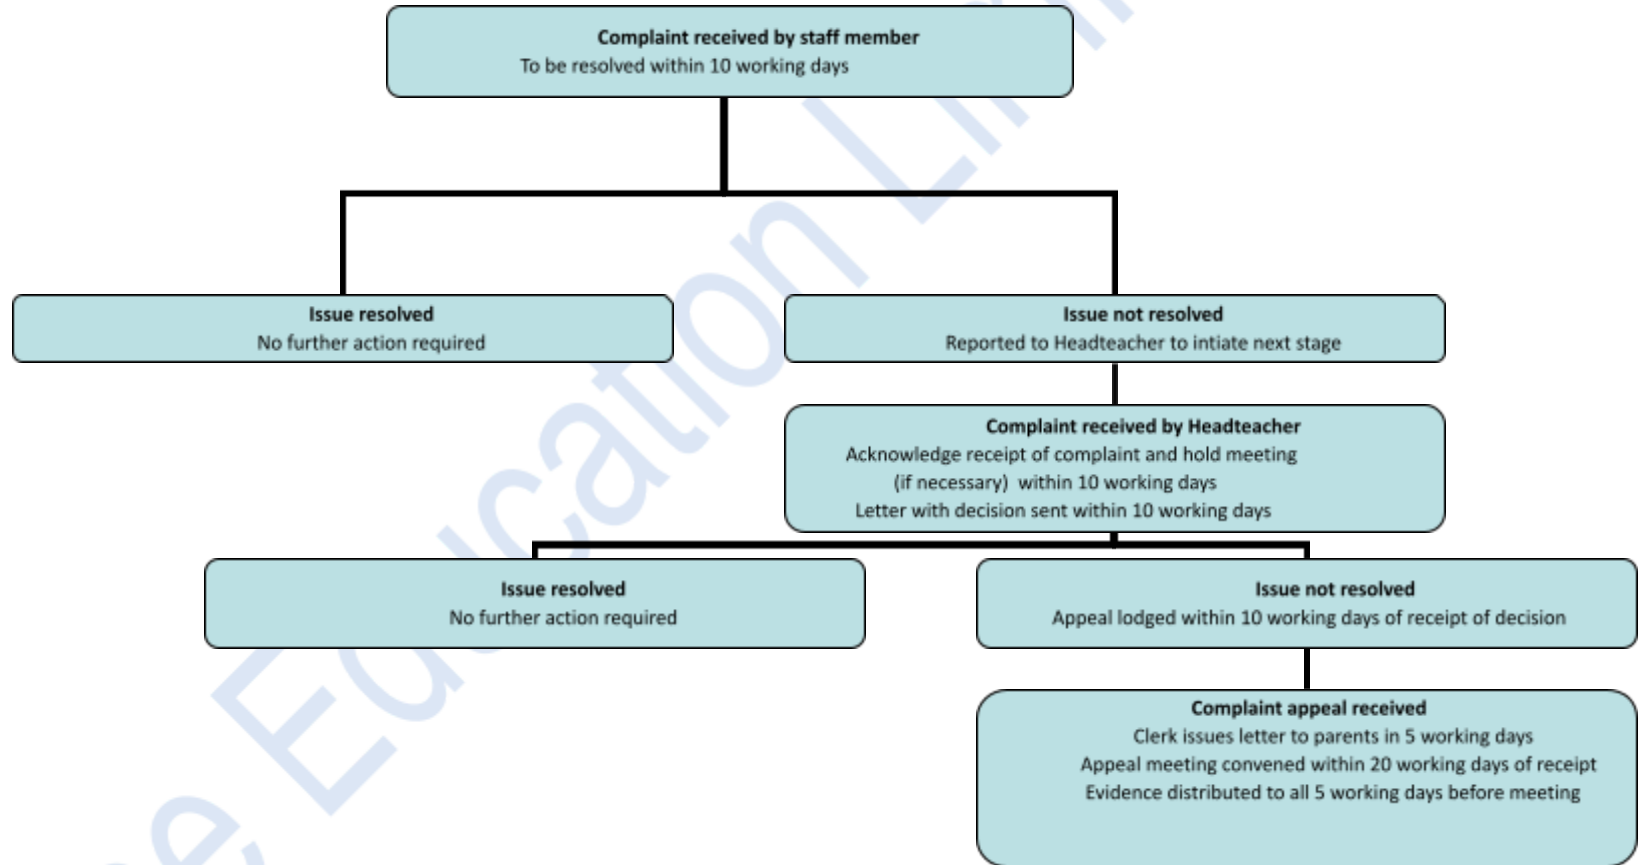 Complaint received by staff member
To be resolved within 10 working days
Issue resolved
No further action required
Issue not resolved
Reported to Headteacher to intiate next stage
Complaint received by Headteacher
Acknowledge receipt of complaint and hold meeting
(if necessary)  within 10 working days
Letter with decision sent within 10 working days
Issue resolved
No further action required
Issue not resolved
Appeal lodged within 10 working days of receipt of decision
Complaint appeal received
Clerk issues letter to parents in 5 working days
Appeal meeting convened within 20 working days of receipt
Evidence distributed to all 5 working days before meeting
Education